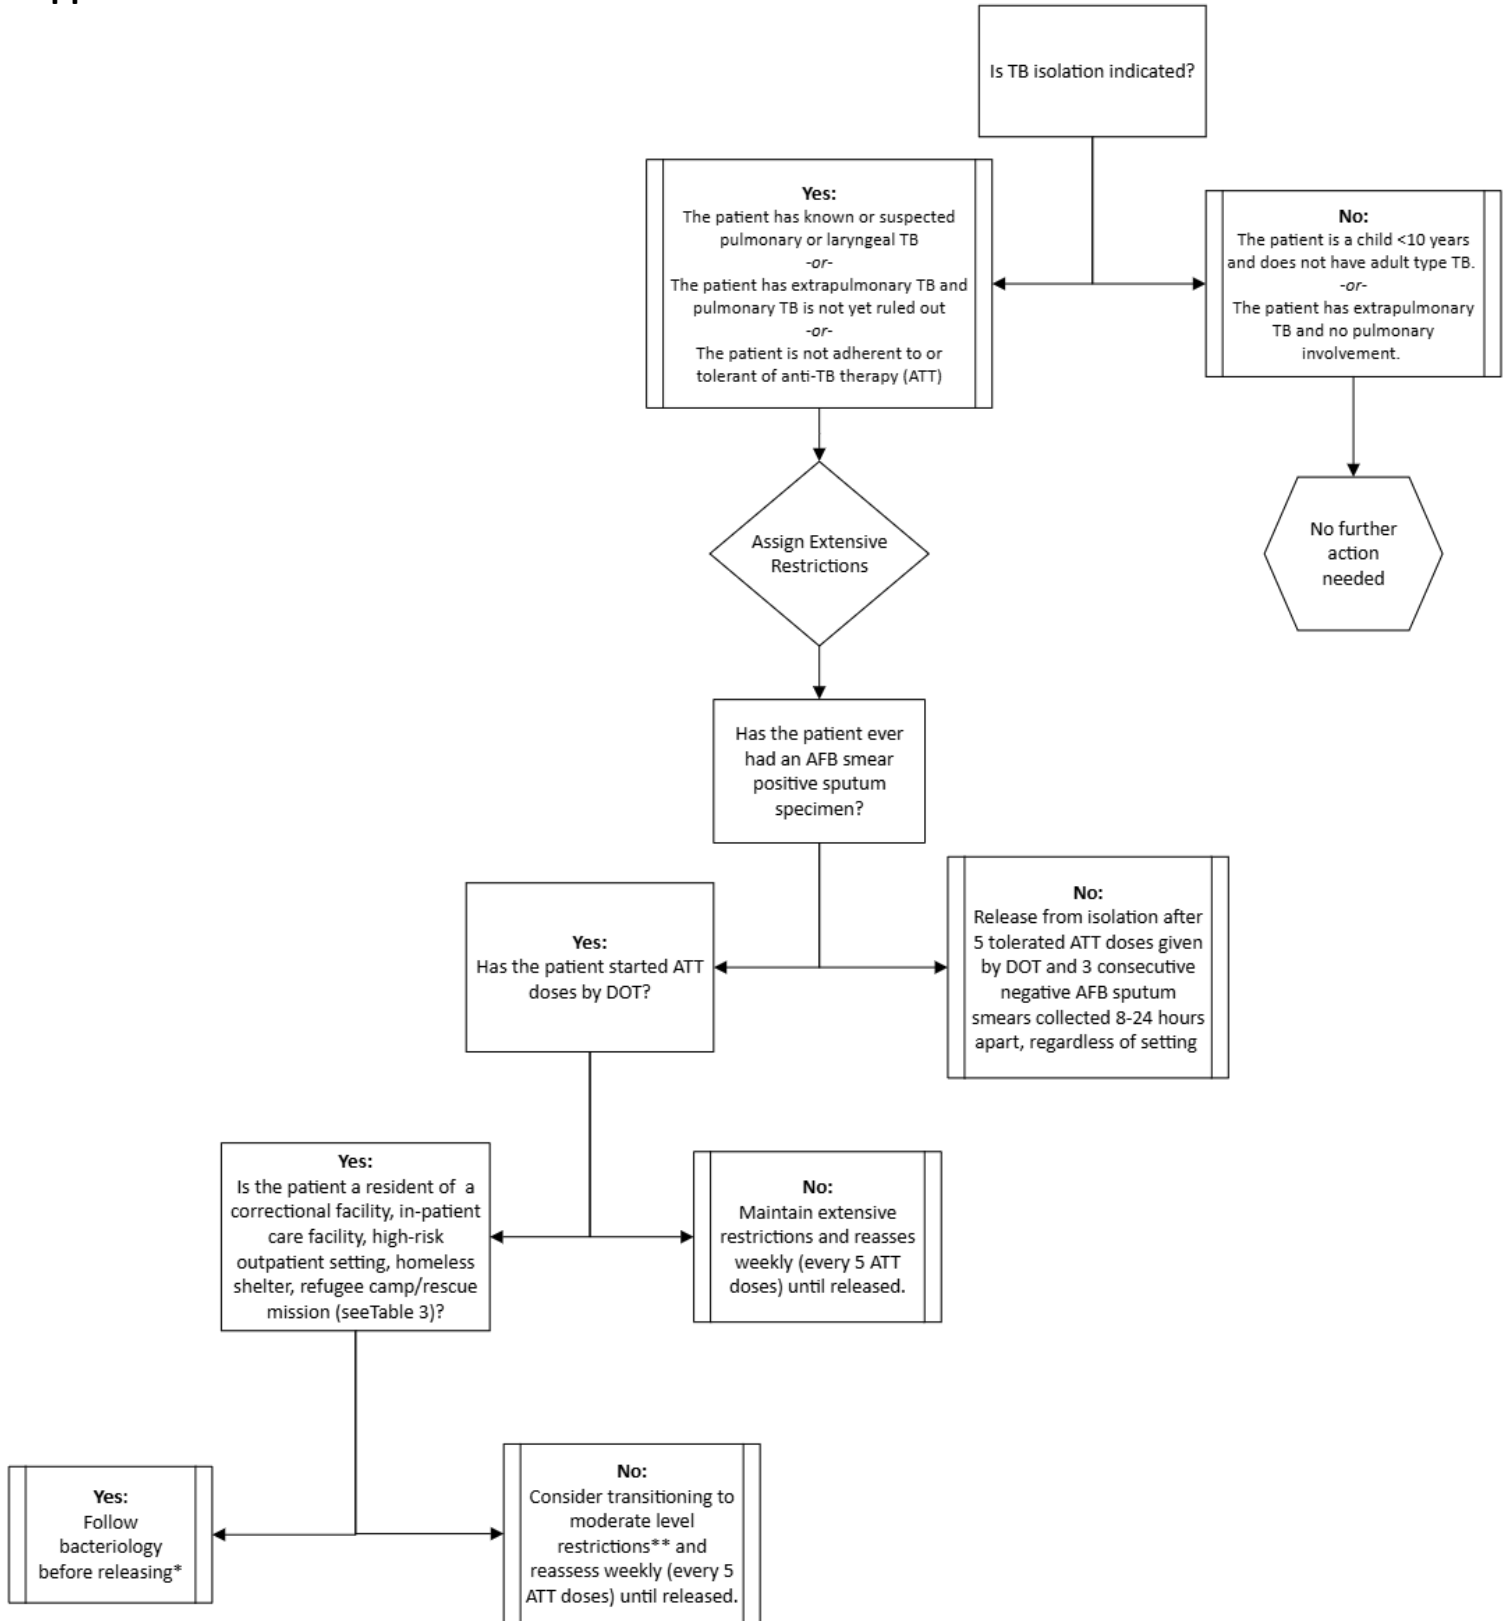 Is TB isolation indicated?
Yes:
The patient has known or suspected
pulmonary or laryngeal TB
-or-
The patient has extrapulmonary TB and
pulmonary TB is not yet ruled out
-or-
The patient is not adherent to or
tolerant of anti-TB therapy (ATT)
No:
The patient is a child <10 years
and does not have adult type TB.
-or-
The patient has extrapulmonary
TB and no pulmonary
involvement.
Assign Extensive
Restrictions
No further
action
needed
Has the patient ever
had an AFB smear
positive sputum
specimen?
Yes:
Has the patient started ATT
doses by DOT?
No:
Release from isolation after
5 tolerated ATT doses given
by DOT and 3 consecutive
negative AFB sputum
smears collected 8-24 hours
apart, regardless of setting
Yes:
Is the patient a resident of a
correctional facility, in-patient
care facility, high-risk
outpatient setting, homeless
shelter, refugee camp/rescue
mission (seeTable 3)?
No:
Maintain extensive
restrictions and reasses
weekly (every 5 ATT
doses) until released.
Yes:
Follow
bacteriology
before releasing*
No:
Consider transitioning to
moderate level
restrictions** and
reassess weekly (every 5
ATT doses) until released.